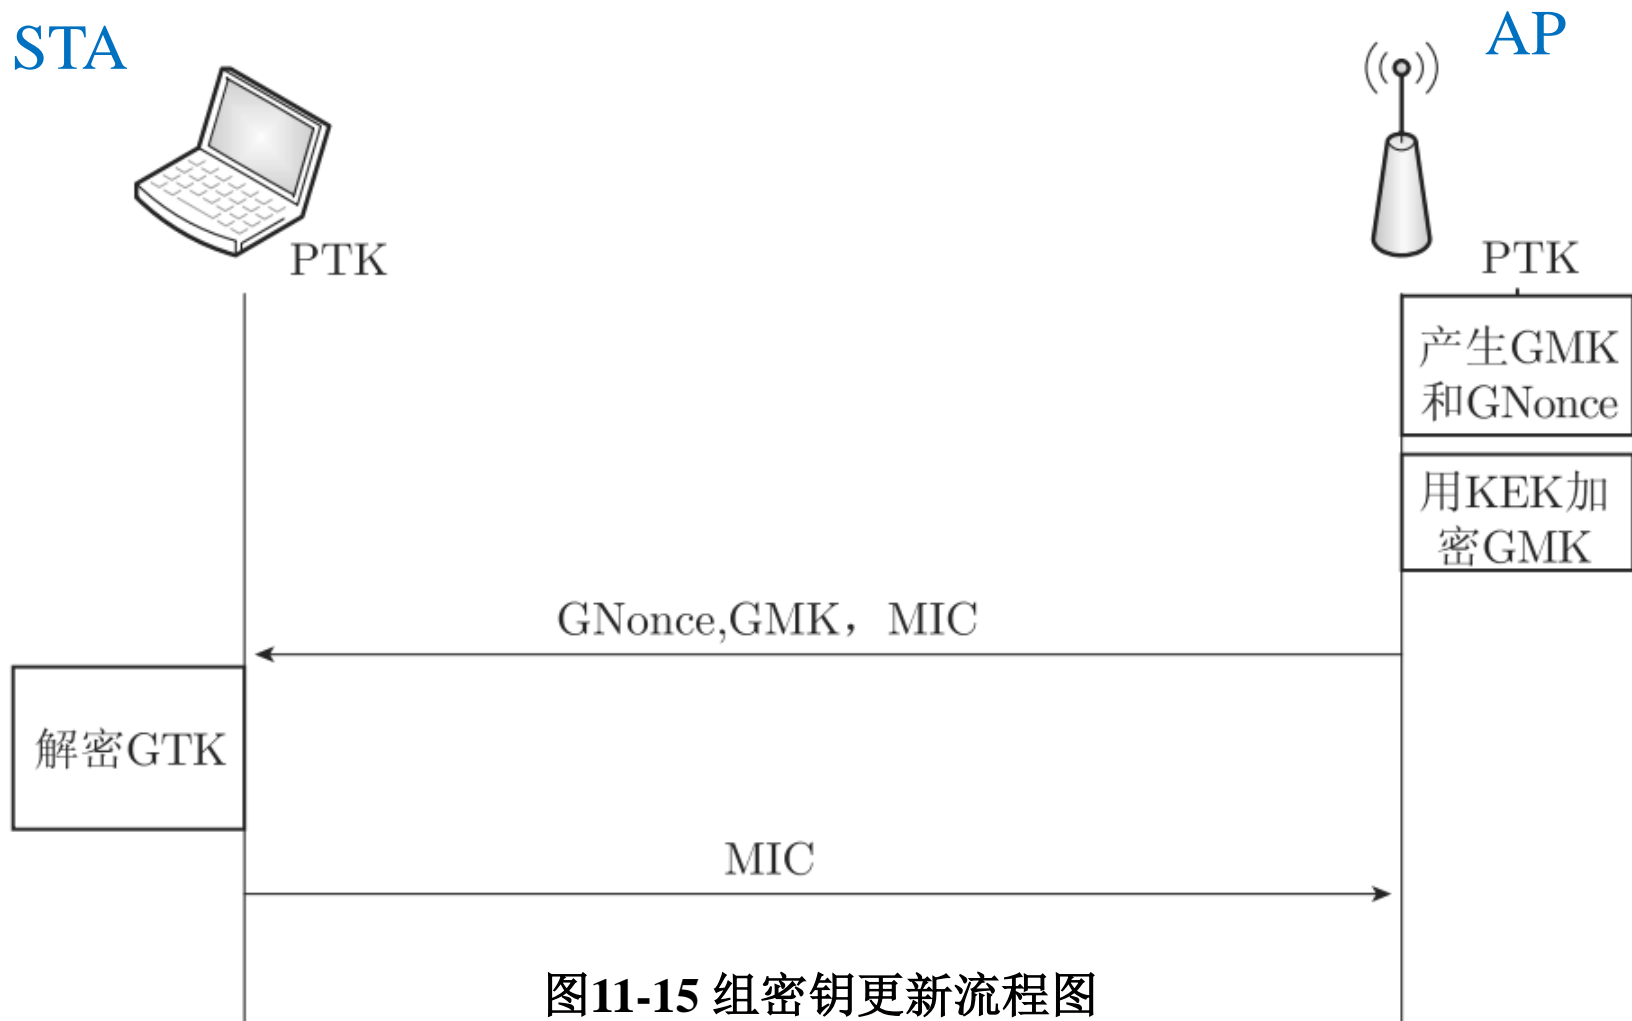 STA
AP
PTK
PTK
产生GMK
和GNonce
用KEK加
密GMK
GNonce,GMK，MIC
解密GTK
MIC
图11-15 组密钥更新流程图